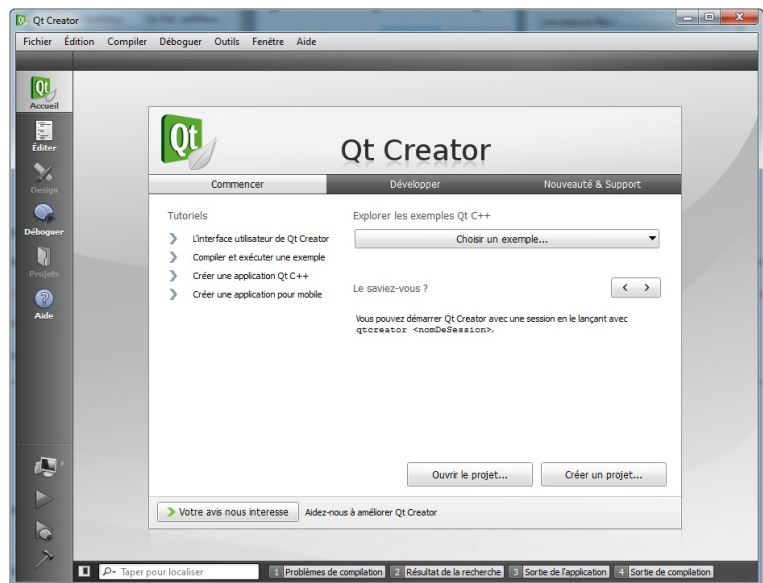 Qt Creator
Fichier Édition Compiler Déboguer Outils Fenêtre Aide
Qt
Accueil
Éditer
Design
Déboguer
Projets
Aide
Qt
Qt Creator
Commencer Développer Nouveauté & Support
Tutoriels
L'interface utilisateur de Qt Creator
Compiler et exécuter une exemple
Créer une application Qt C++
Créer une application pour mobile
Explorer les exemples Qt C++
Choisir un exemple...
Le saviez-vous ?
Vous pouvez démarrer Qt Creator avec une session en le lançant avec
qtcreator <nomDeSession>.
Ouvrir le projet... Créer un projet...
Votre avis nous interesse Aidez-nous à améliorer Qt Creator
Taper pour localiser 1 Problèmes de compilation 2 Résultat de la recherche 3 Sortie de l'application 4 Sortie de compilation